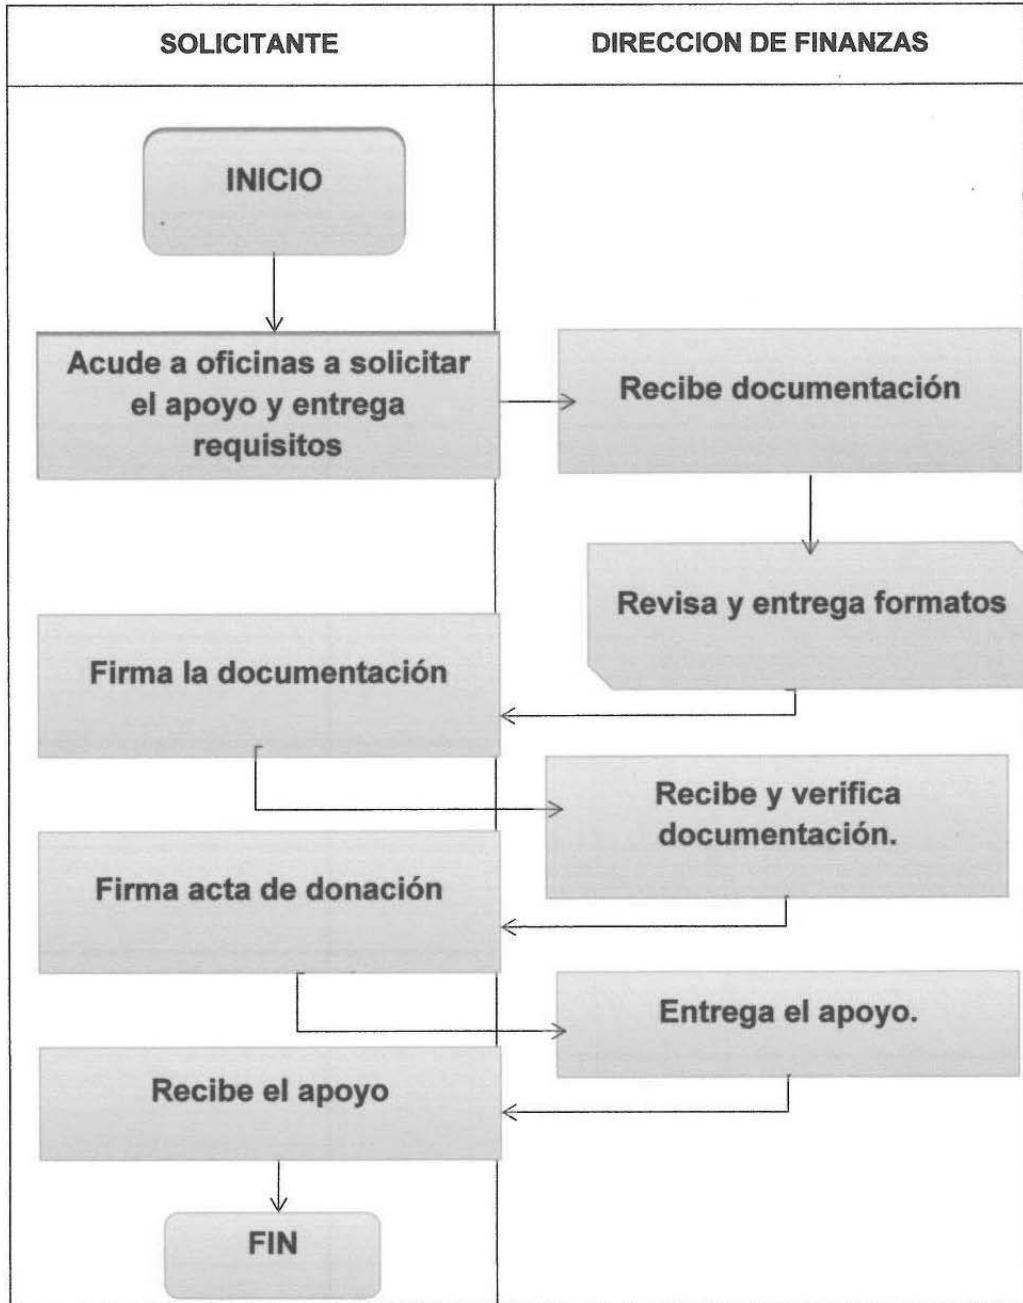 SOLICITANTE
DIRECCION DE FINANZAS
INICIO
Acude a oficinas a solicitar
el apoyo y entrega
requisitos
Recibe documentación
Revisa y entrega formatos
Firma la documentación
Recibe y verifica
documentación.
Firma acta de donación
Entrega el apoyo.
Recibe el apoyo
FIN